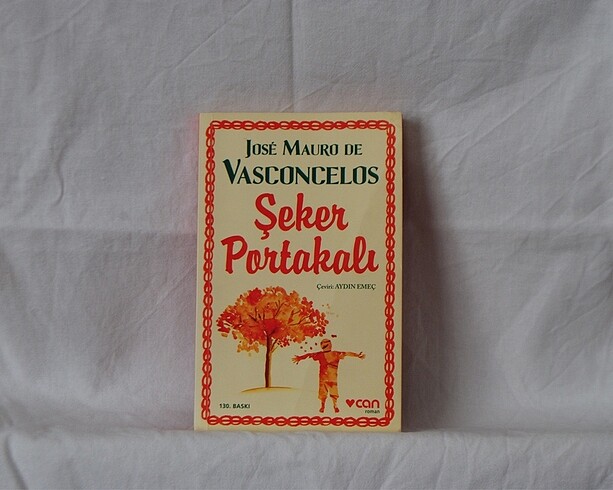 JOSÉ MAURO DE
VASCONCELOS
Şeker
Portakalı
Çeviri: AYDIN EMEÇ
130. BASKI
can
roman